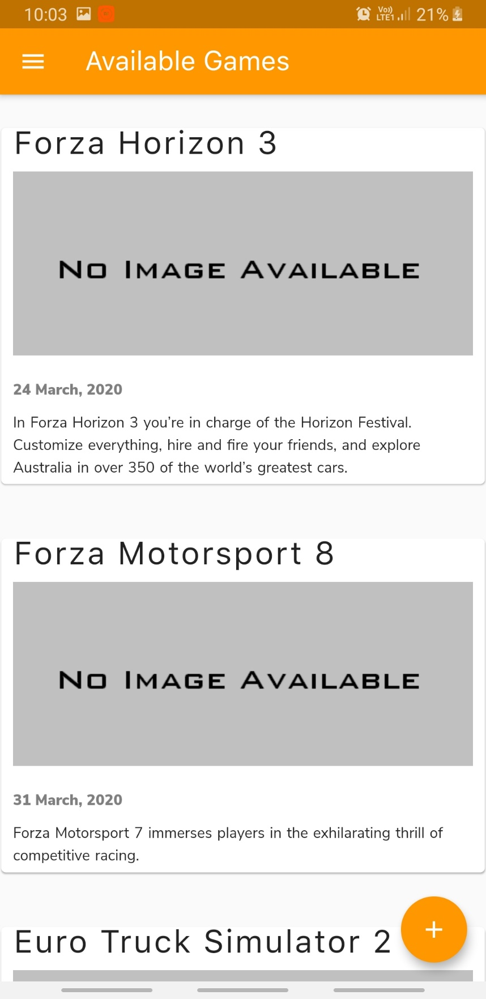 10:03
Vo))
LTE1
21%
Available Games
Forza Horizon 3
No Image Available
24 March, 2020
In Forza Horizon 3 you’re in charge of the Horizon Festival.
Customize everything, hire and fire your friends, and explore
Australia in over 350 of the world’s greatest cars.
Forza Motorsport 8
No Image Available
31 March, 2020
Forza Motorsport 7 immerses players in the exhilarating thrill of
competitive racing.
Euro Truck Simulator 2
+